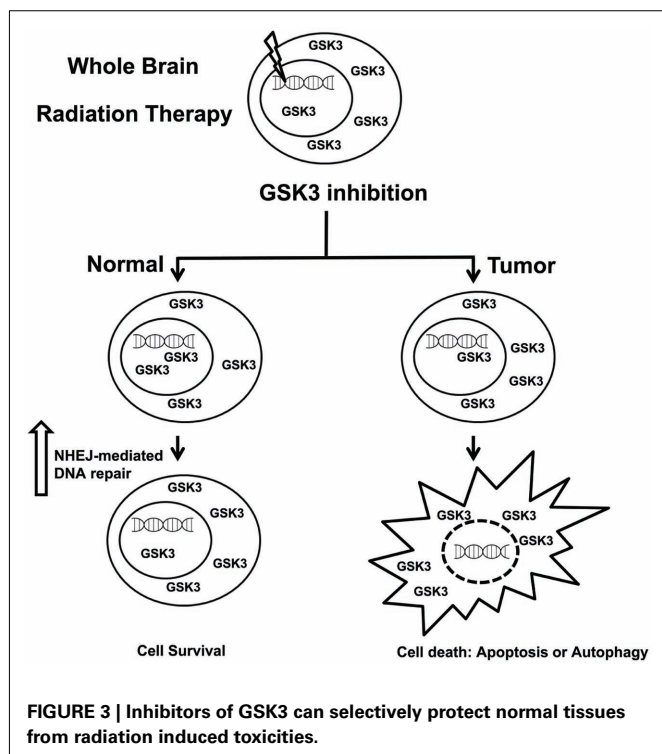 Whole Brain
Radiation Therapy
GSK3
GSK3
GSK3
GSK3
GSK3
GSK3 inhibition
Normal
Tumor
GSK3
GSK3
GSK3
GSK3
GSK3
GSK3
GSK3
GSK3
GSK3
GSK3
NHEJ-mediated
DNA repair
GSK3
GSK3
GSK3
GSK3
GSK3
GSK3
GSK3
GSK3
GSK3
GSK3
Cell Survival
Cell death: Apoptosis or Autophagy
FIGURE 3 | Inhibitors of GSK3 can selectively protect normal tissues
from radiation induced toxicities.